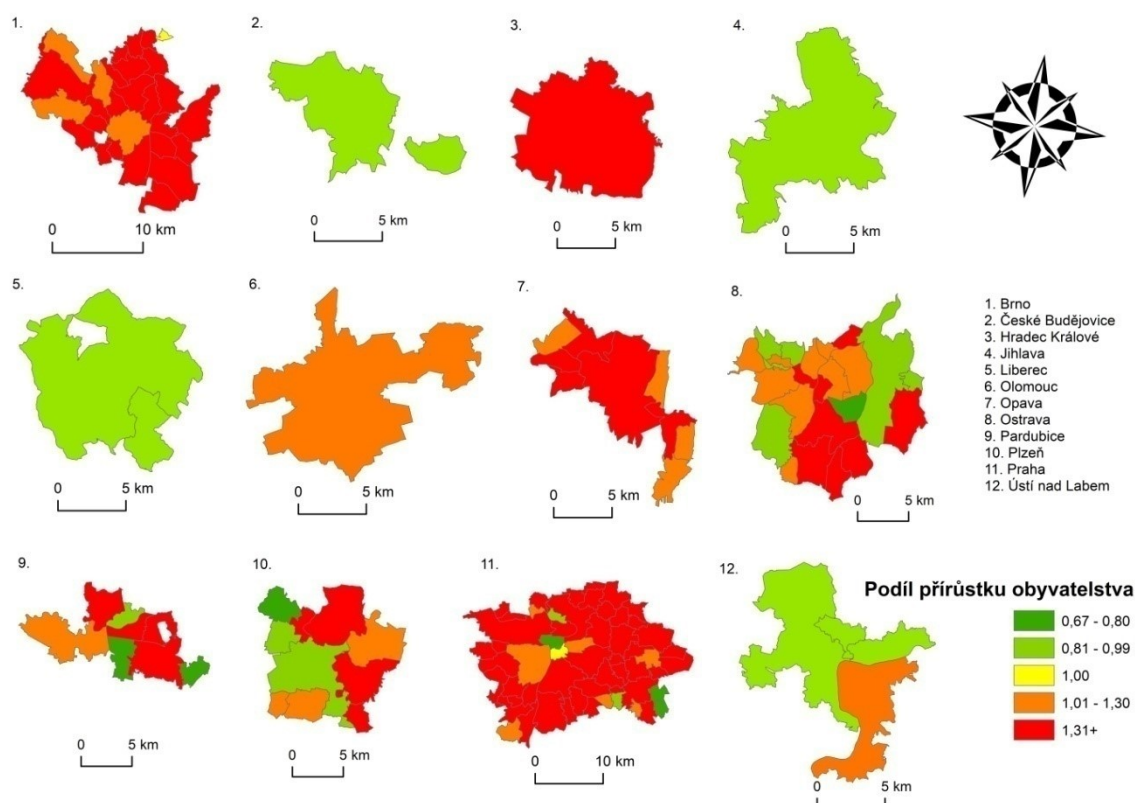 1.
2.
3.
4.
0 10 km
0 5 km
0 5 km
0 5 km
5.
6.
7.
8.
0 5 km
0 5 km
0 5 km
0 5 km
1. Brno
2. České Budějovice
3. Hradec Králové
4. Jihlava
5. Liberec
6. Olomouc
7. Opava
8. Ostrava
9. Pardubice
10. Plzeň
11. Praha
12. Ústí nad Labem
9.
10.
11.
12.
0 5 km
0 5 km
0 10 km
0 5 km
Podíl přírůstku obyvatelstva
0,67 - 0,80
0,81 - 0,99
1,00
1,01 - 1,30
1,31+